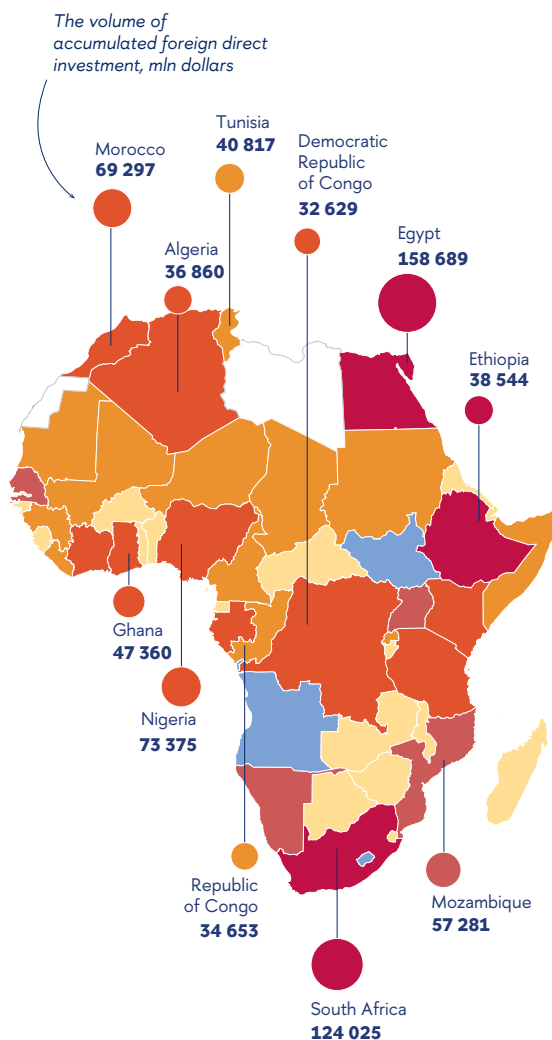 The volume of
accumulated foreign direct
investment, mln dollars
Tunisia
40 817
Democratic
Republic
of Congo
32 629
Morocco
69 297
Egypt
158 689
Algeria
36 860
Ethiopia
38 544
Ghana
47 360
Nigeria
73 375
Republic
of Congo
34 653
Mozambique
57 281
South Africa
124 025